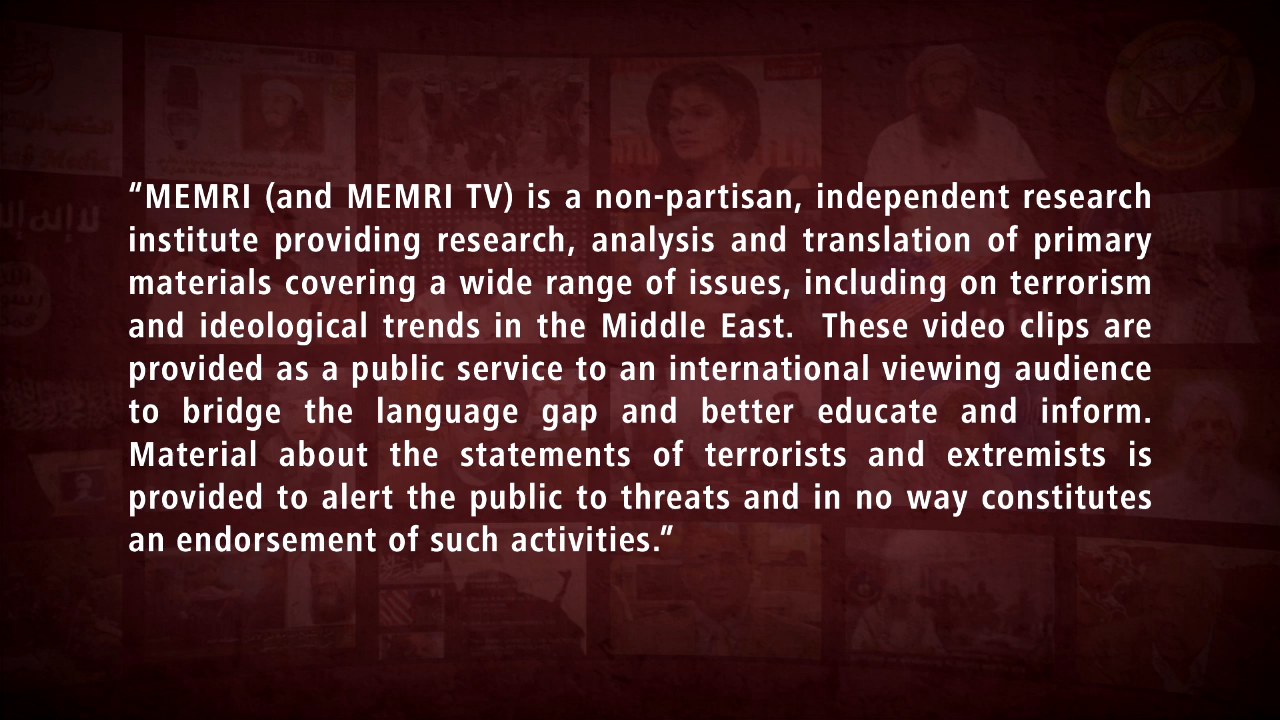 “MEMRI (and MEMRI TV) is a non-partisan, independent research
institute providing research, analysis and translation of primary
materials covering a wide range of issues, including on terrorism
and ideological trends in the Middle East.  These video clips are
provided as a public service to an international viewing audience
to bridge the language gap and better educate and inform.
Material about the statements of terrorists and extremists is
provided to alert the public to threats and in no way constitutes
an endorsement of such activities.”